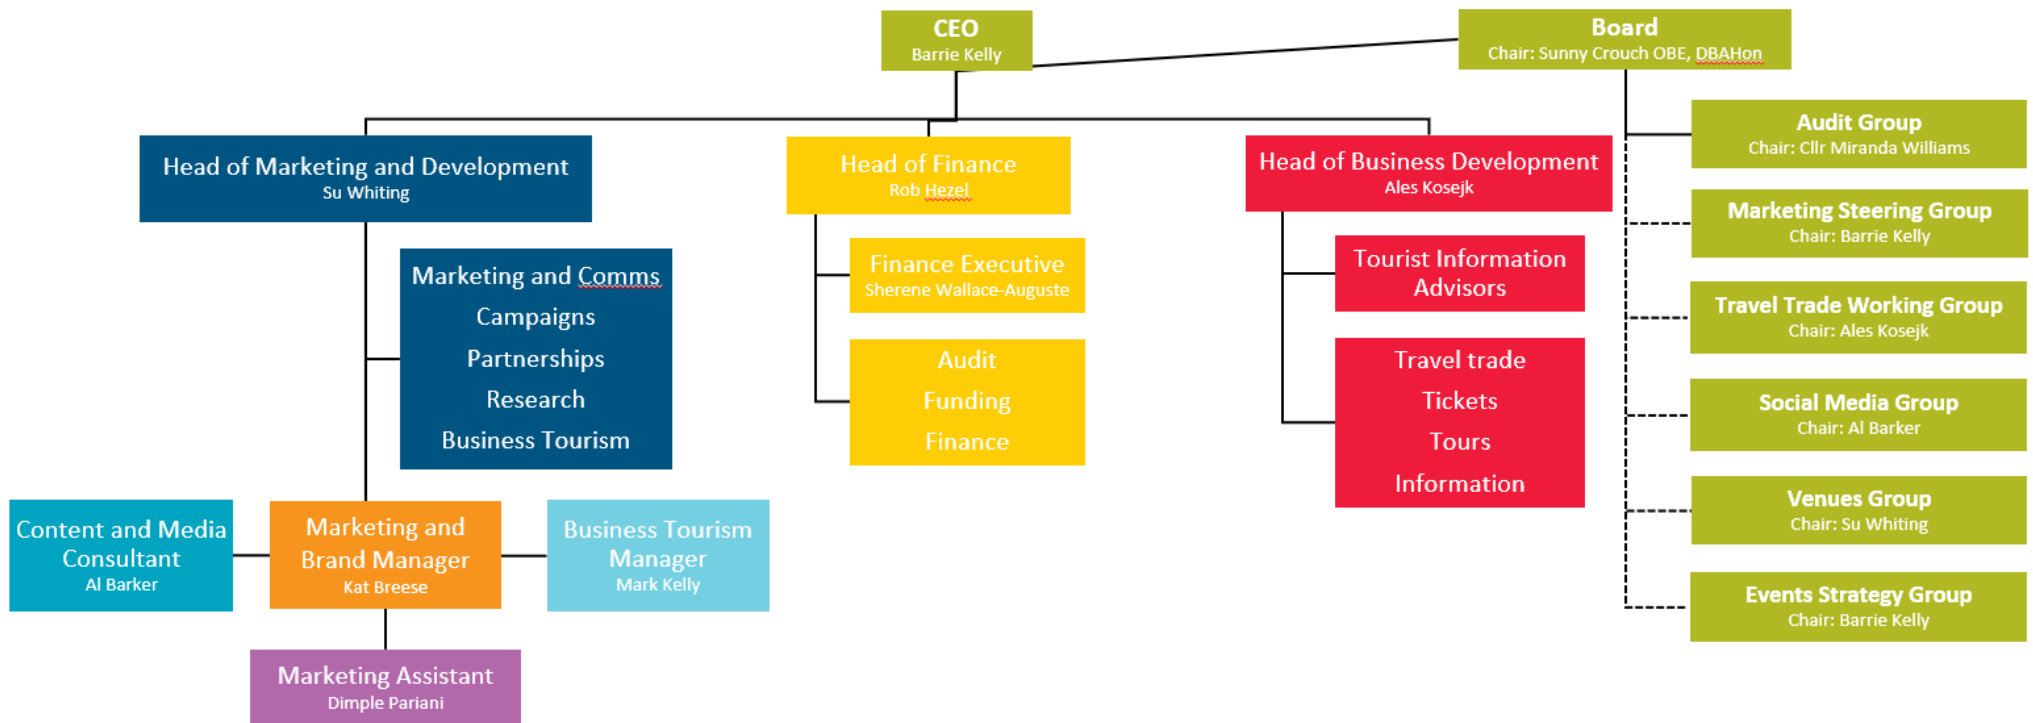 CEO
Barrie Kelly
Board
Chair: Sunny Crouch OBE, DBAHon
Head of Marketing and Development
Su Whiting
Head of Finance
Rob Hezel
Head of Business Development
Ales Kosejk
Audit Group
Chair: Cllr Miranda Williams
Marketing Steering Group
Chair: Barrie Kelly
Travel Trade Working Group
Chair: Ales Kosejk
Social Media Group
Chair: Al Barker
Venues Group
Chair: Su Whiting
Events Strategy Group
Chair: Barrie Kelly
Marketing and Comms
Campaigns
Partnerships
Research
Business Tourism
Finance Executive
Sherene Wallace-Auguste
Audit
Funding
Finance
Tourist Information
Advisors
Travel trade
Tickets
Tours
Information
Content and Media
Consultant
Al Barker
Marketing and
Brand Manager
Kat Breese
Business Tourism
Manager
Mark Kelly
Marketing Assistant
Dimple Pariani